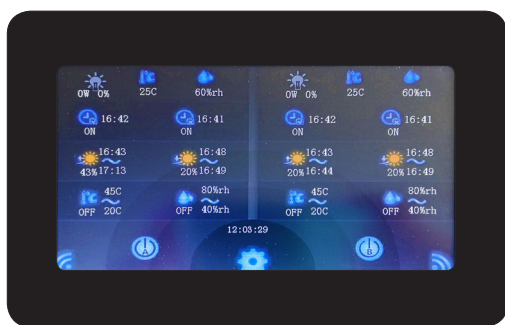 0W 0% 25C 60%rh 0W 0% 25C 60%rh
16:42 16:41 16:42 16:41
ON ON ON ON
16:43 16:48 16:43 16:48
43% 17:13 20% 16:49 20% 16:44 20% 16:49
45C 80%rh 45C 80%rh
OFF 20C OFF 40%rh OFF 20C OFF 40%rh
12:03:29
A B